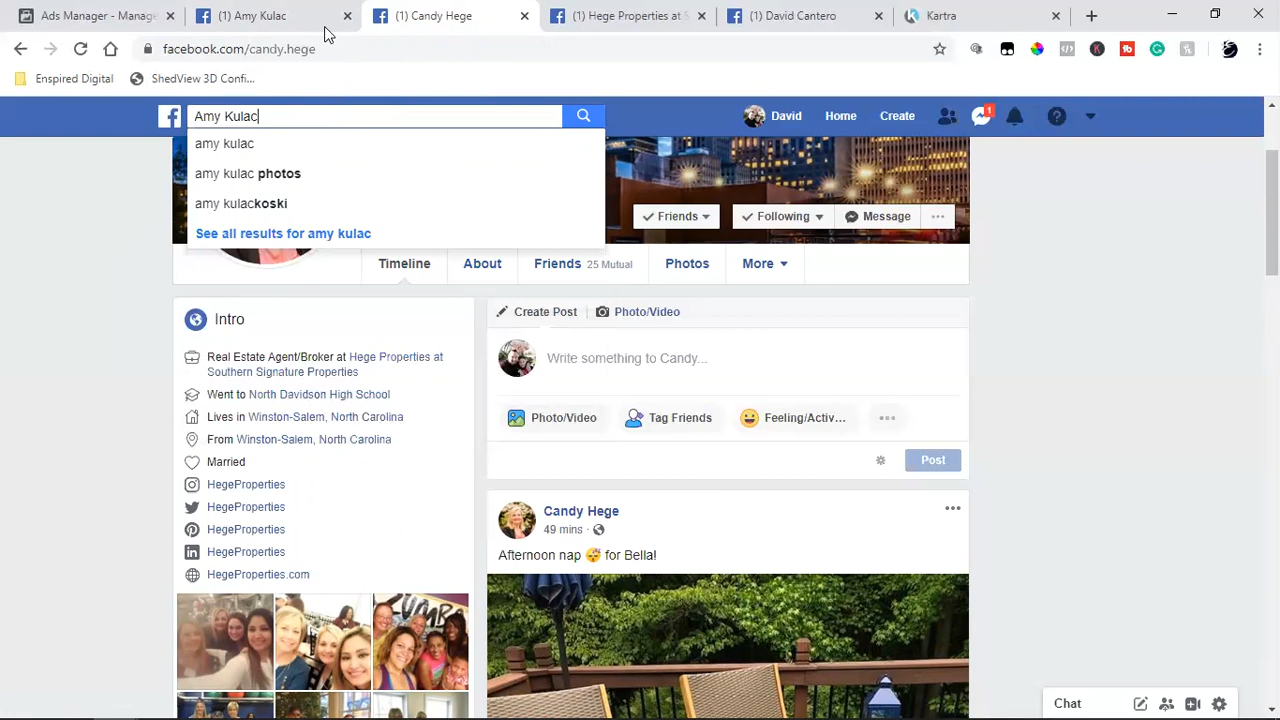 Ads Manager - Manage
(1) Amy Kulac
(1) Candy Hege
(1) Hege Properties at S
(1) David Cantero
Kartra
facebook.com/candy.hege
Enspired Digital
ShedView 3D Confi...
Amy Kulac
David
Home
Create
1
amy kulac
amy kulac photos
amy kulackoski
See all results for amy kulac
Friends
Following
Message
Timeline
About
Friends 25 Mutual
Photos
More
Intro
Real Estate Agent/Broker at Hege Properties at
Southern Signature Properties
Went to North Davidson High School
Lives in Winston-Salem, North Carolina
From Winston-Salem, North Carolina
Married
HegeProperties
HegeProperties
HegeProperties
HegeProperties
HegeProperties.com
Create Post
Photo/Video
Write something to Candy...
Photo/Video
Tag Friends
Feeling/Activ...
Post
Candy Hege
49 mins ·
Afternoon nap 😴 for Bella!
Chat